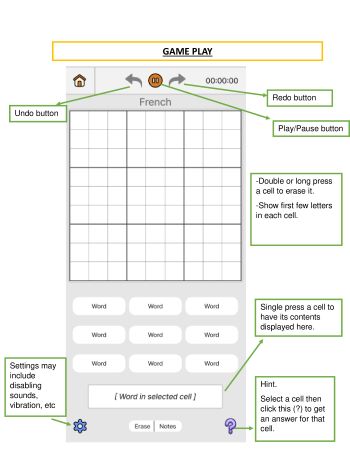 GAME PLAY
00:00:00
Redo button
Undo button
French
Play/Pause button
-Double or long press
a cell to erase it.
-Show first few letters
in each cell.
Word Word Word
Word Word Word
Word Word Word
Single press a cell to
have its contents
displayed here.
Settings may
include
disabling
sounds,
vibration, etc
[ Word in selected cell ]
Hint.
Select a cell then
click this (?) to get
an answer for that
cell.
Erase Notes